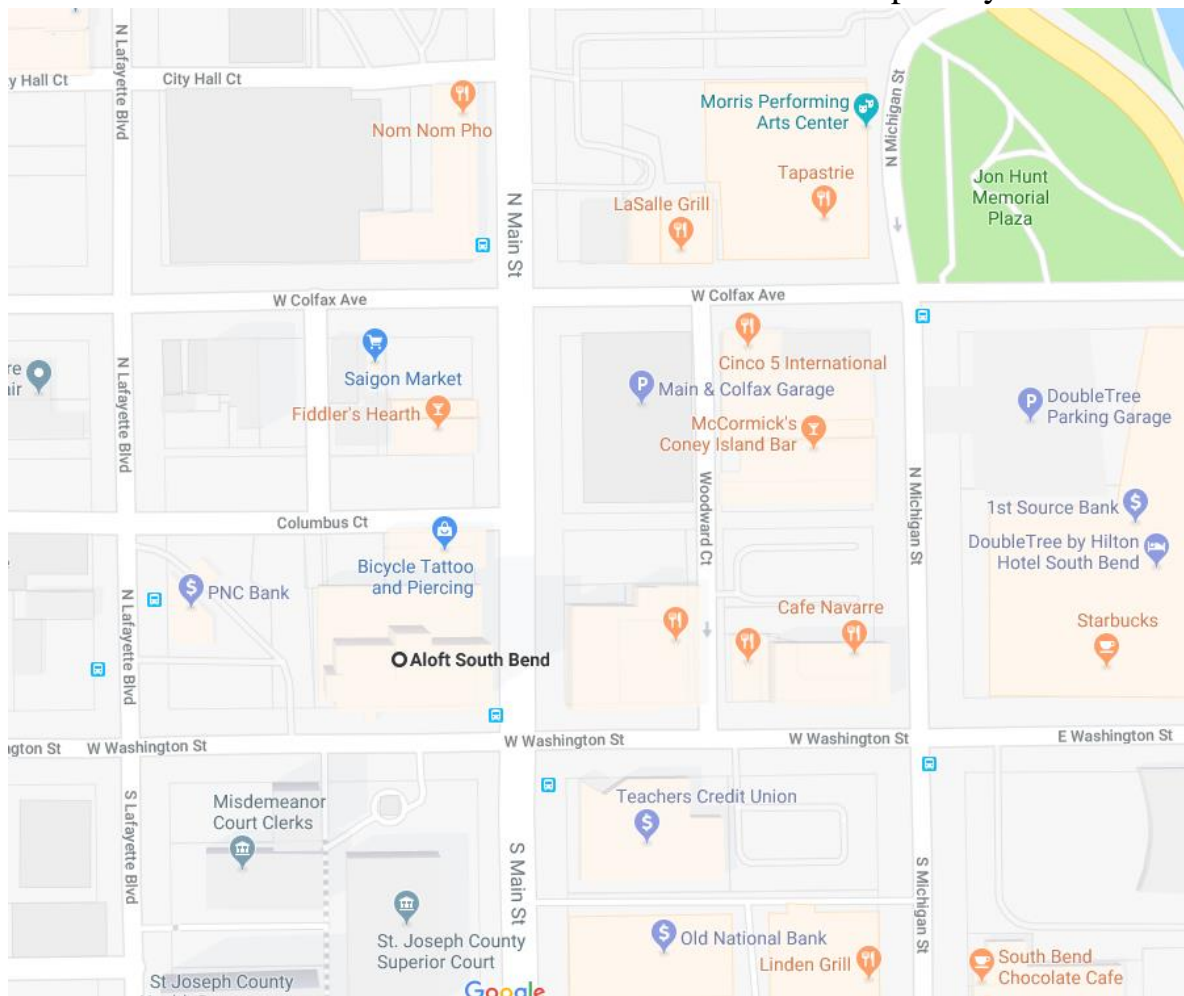 N Lafayette Blvd
y Hall Ct
City Hall Ct
Nom Nom Pho
N Main St
Morris Performing
Arts Center
N Michigan St
Tapastrie
LaSalle Grill
Jon Hunt
Memorial
Plaza
W Colfax Ave
W Colfax Ave
re
air
N Lafayette Blvd
Saigon Market
Fiddler's Hearth
P
Main & Colfax Garage
Cinco 5 International
McCormick's
Coney Island Bar
P
DoubleTree
Parking Garage
Woodward Ct
N Michigan St
1st Source Bank
$
DoubleTree by Hilton
Hotel South Bend
Columbus Ct
Bicycle Tattoo
and Piercing
$
PNC Bank
N Lafayette Blvd
Cafe Navarre
Starbucks
Aloft South Bend
gton St
W Washington St
W Washington St
W Washington St
E Washington St
S Lafayette Blvd
Misdemeanor
Court Clerks
Teachers Credit Union
$
S Main St
S Michigan St
St. Joseph County
Superior Court
$
Old National Bank
Linden Grill
South Bend
Chocolate Cafe
St Joseph County
Google